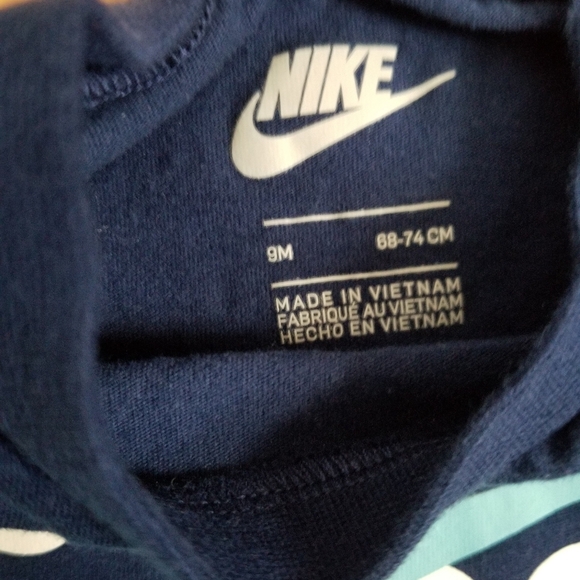 NIKE
9M 68-74 CM
MADE IN VIETNAM
FABRIQUÉ AU VIETNAM
HECHO EN VIETNAM